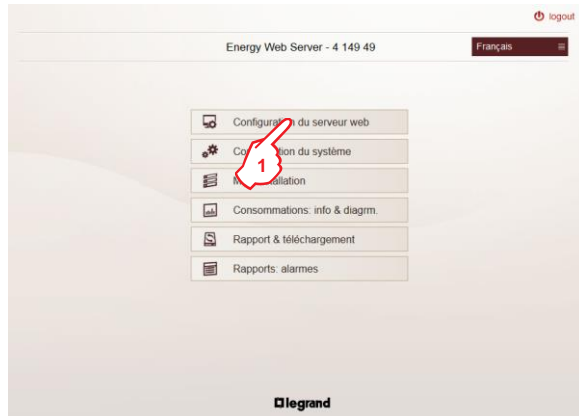 logout
Energy Web Server - 4 149 49
Français
Configuration du serveur web
du système
1
Consommations: info & diagrm.
Rapport & téléchargement
Rapports: alarmes
legrand